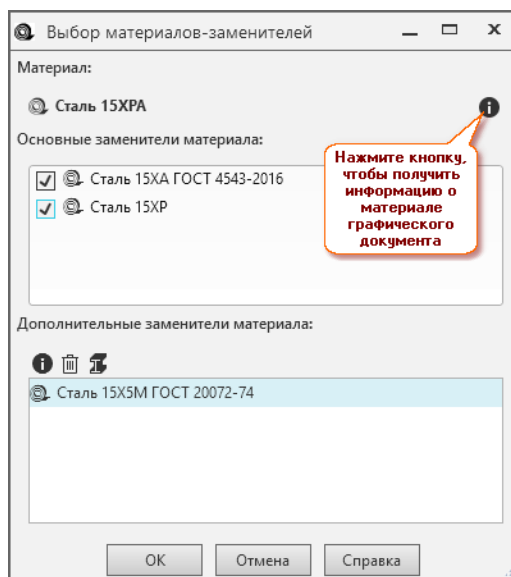 Выбор материалов-заменителей
Материал:
Сталь 15ХРА
Основные заменители материала:
Нажмите кнопку,
чтобы получить
информацию о
материале
графического
документа
Сталь 15ХА ГОСТ 4543-2016
Сталь 15ХР
Дополнительные заменители материала:
Сталь 15Х5М ГОСТ 20072-74
ОК
Отмена
Справка